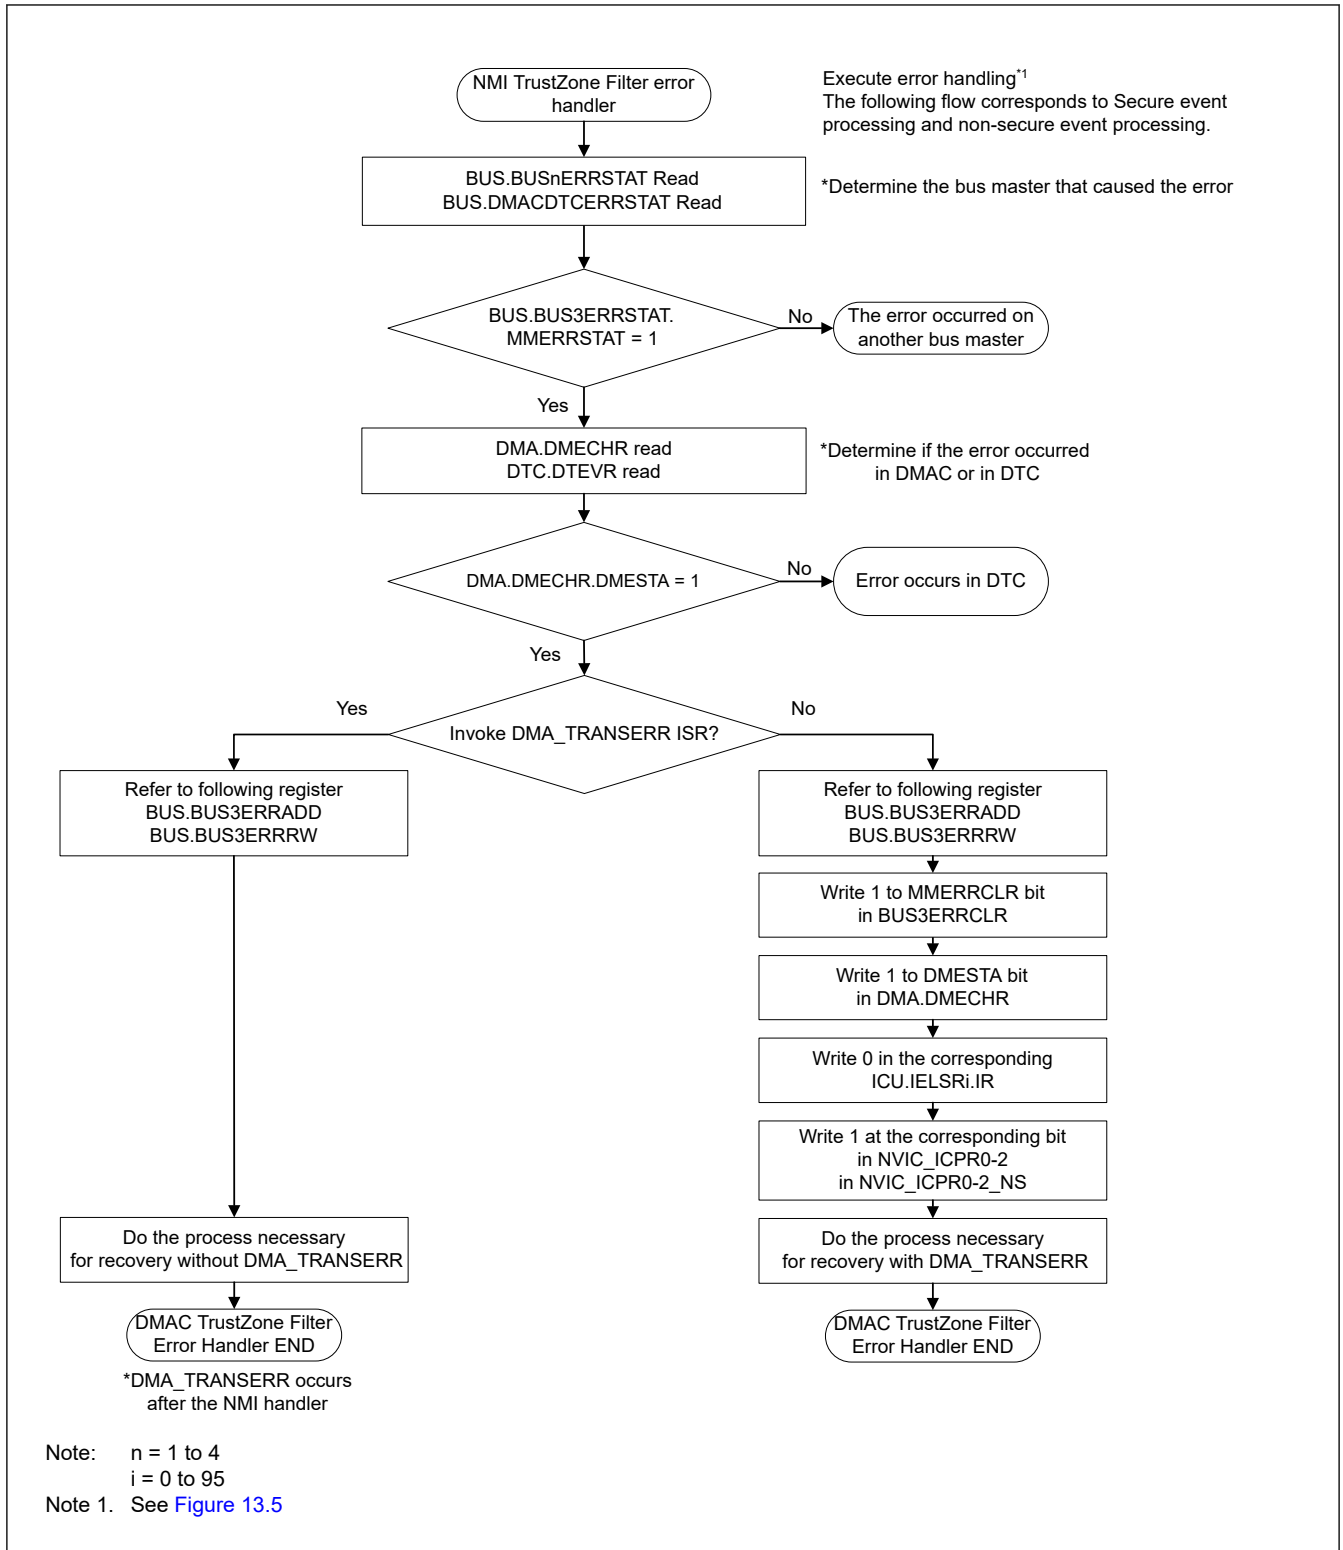 NMI TrustZone Filter error
handler
Execute error handling*1
The following flow corresponds to Secure event
processing and non-secure event processing.
BUS.BUSnERRSTAT Read
BUS.DMACDTCERRSTAT Read
*Determine the bus master that caused the error
BUS.BUS3ERRSTAT.
MMERRSTAT = 1
No
The error occurred on
another bus master
Yes
DMA.DMECHR read
DTC.DTEVR read
*Determine if the error occurred
in DMAC or in DTC
DMA.DMECHR.DMESTA = 1
No
Error occurs in DTC
Yes
Invoke DMA_TRANSERR ISR?
Yes
No
Refer to following register
BUS.BUS3ERRADD
BUS.BUS3ERRRW
Refer to following register
BUS.BUS3ERRADD
BUS.BUS3ERRRW
Write 1 to MMERRCLR bit
in BUS3ERRCLR
Write 1 to DMESTA bit
in DMA.DMECHR
Write 0 in the corresponding
ICU.IELSRi.IR
Write 1 at the corresponding bit
in NVIC_ICPR0-2
in NVIC_ICPR0-2_NS
Do the process necessary
for recovery without DMA_TRANSERR
Do the process necessary
for recovery with DMA_TRANSERR
DMAC TrustZone Filter
Error Handler END
DMAC TrustZone Filter
Error Handler END
*DMA_TRANSERR occurs
after the NMI handler
Note: n = 1 to 4
i = 0 to 95
Note 1. See Figure 13.5